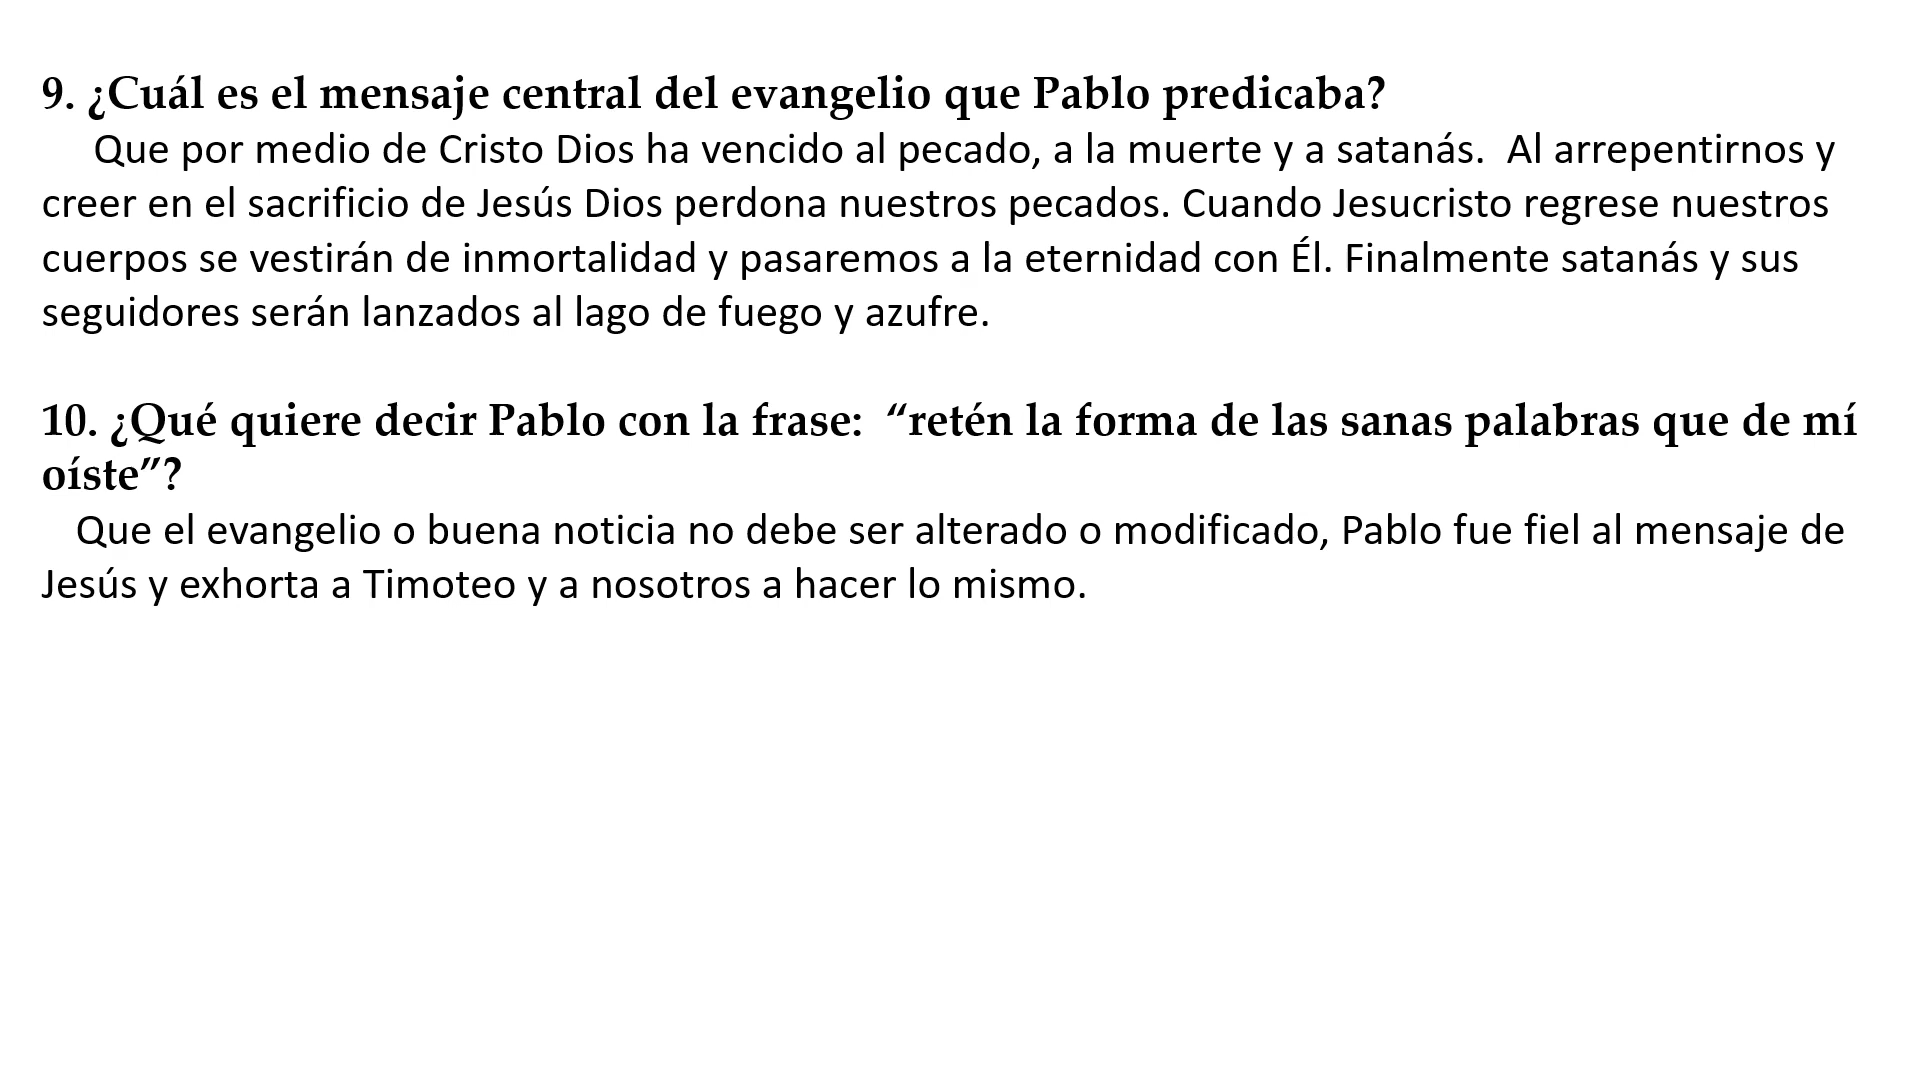 9. ¿Cuál es el mensaje central del evangelio que Pablo predicaba?
Que por medio de Cristo Dios ha vencido al pecado, a la muerte y a satanás.  Al arrepentirnos y
creer en el sacrificio de Jesús Dios perdona nuestros pecados. Cuando Jesucristo regrese nuestros
cuerpos se vestirán de inmortalidad y pasaremos a la eternidad con Él. Finalmente satanás y sus
seguidores serán lanzados al lago de fuego y azufre.
10. ¿Qué quiere decir Pablo con la frase:  “retén la forma de las sanas palabras que de mí
oíste”?
Que el evangelio o buena noticia no debe ser alterado o modificado, Pablo fue fiel al mensaje de
Jesús y exhorta a Timoteo y a nosotros a hacer lo mismo.